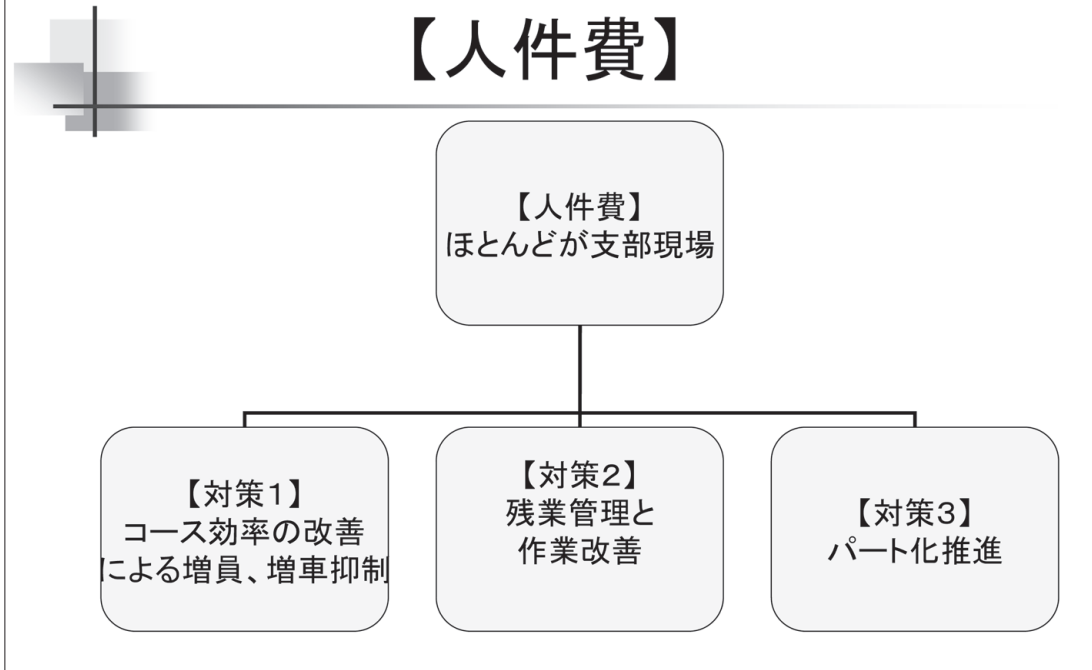 【人件費】
【人件費】
ほとんどが支部現場
【対策１】
コース効率の改善
による増員、増車抑制
【対策２】
残業管理と
作業改善
【対策３】
パート化推進